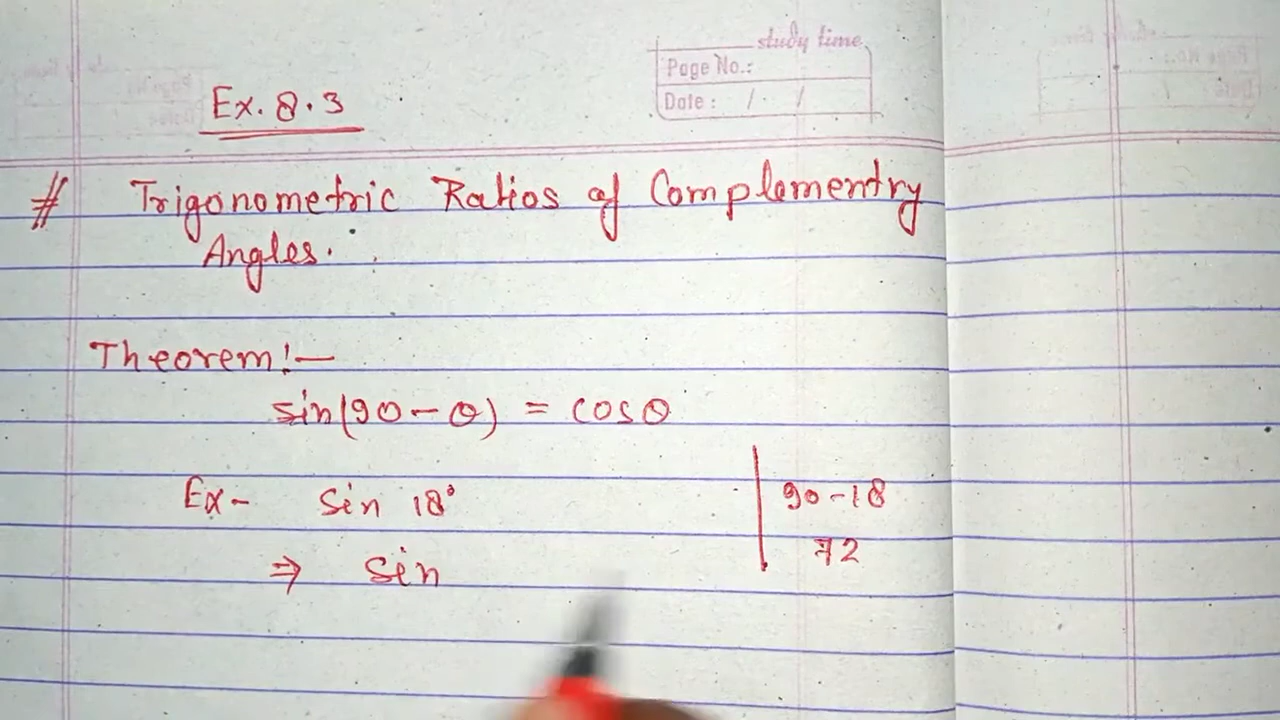 study time
Page No.:
Date : / /
Ex. 8.3
# Trigonometric Ratios of Complementry
Angles.
Theorem:-
sin(90-θ) = cosθ
Ex- Sin 18°
90-18
72
⇒ Sin